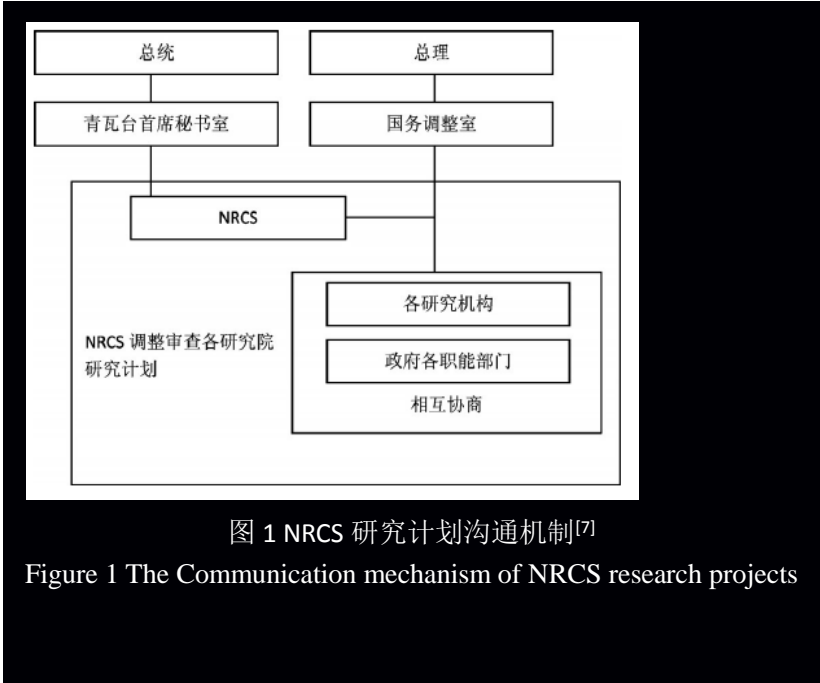 总统
总理
青瓦台首席秘书室
国务调整室
NRCS
各研究机构
NRCS 调整审查各研究院
研究计划
政府各职能部门
相互协商
图 1 NRCS 研究计划沟通机制[7]
Figure 1 The Communication mechanism of NRCS research projects